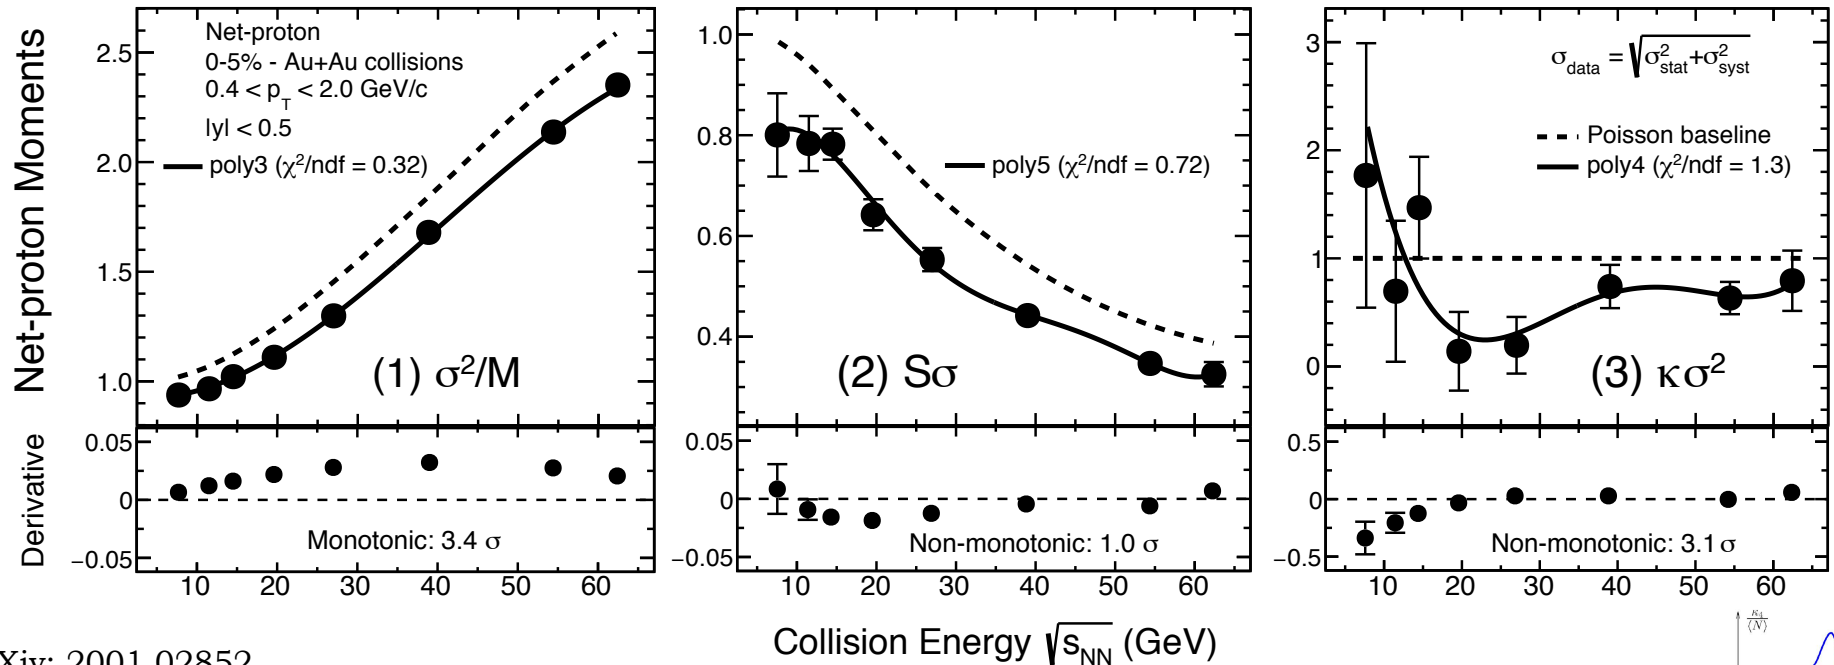 Net-proton Moments
Derivative
2.5
2.0
1.5
1.0
0.05
0
−0.05
Net-proton
0-5% - Au+Au collisions
0.4 < p_T < 2.0 GeV/c
|y| < 0.5
poly3 (χ²/ndf = 0.32)
(1) σ²/M
Monotonic: 3.4 σ
10 20 30 40 50 60
1.0
0.8
0.6
0.4
0.05
0
−0.05
poly5 (χ²/ndf = 0.72)
(2) Sσ
Non-monotonic: 1.0 σ
10 20 30 40 50 60
3
2
1
0
0.5
0
−0.5
σ_data = √σ²_stat+σ²_syst
Poisson baseline
poly4 (χ²/ndf = 1.3)
(3) κσ²
Non-monotonic: 3.1 σ
10 20 30 40 50 60
Collision Energy √s_NN (GeV)
Xiv: 2001.02852
κ₄
⟨N⟩